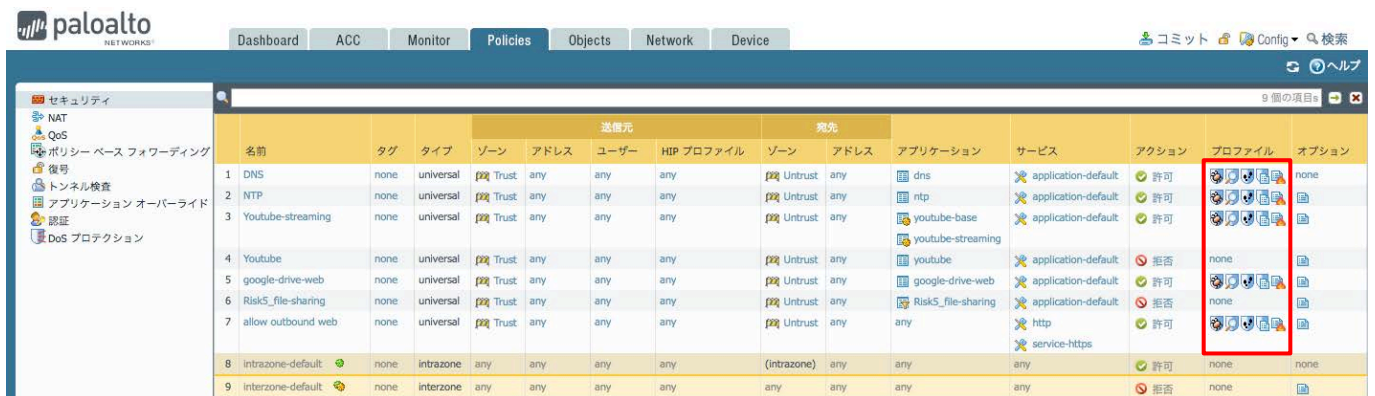 paloalto
NETWORKS®
Dashboard ACC Monitor Policies Objects Network Device
コミット Config 検索
ヘルプ
9 個の項目s
セキュリティ
NAT
QoS
ポリシー ベース フォワーディング
復号
トンネル検査
アプリケーション オーバーライド
認証
DoS プロテクション
送信元 宛先
名前 タグ タイプ ゾーン アドレス ユーザー HIP プロファイル ゾーン アドレス アプリケーション サービス アクション プロファイル オプション
1 DNS none universal Trust any any any Untrust any dns application-default 許可 none
2 NTP none universal Trust any any any Untrust any ntp application-default 許可
3 Youtube-streaming none universal Trust any any any Untrust any youtube-base application-default 許可
youtube-streaming
4 Youtube none universal Trust any any any Untrust any youtube application-default 拒否 none
5 google-drive-web none universal Trust any any any Untrust any google-drive-web application-default 許可
6 Risk5_file-sharing none universal Trust any any any Untrust any Risk5_file-sharing application-default 拒否 none
7 allow outbound web none universal Trust any any any Untrust any any http 許可
service-https
8 intrazone-default none intrazone any any any any (intrazone) any any any 許可 none none
9 interzone-default none interzone any any any any any any any any 拒否 none